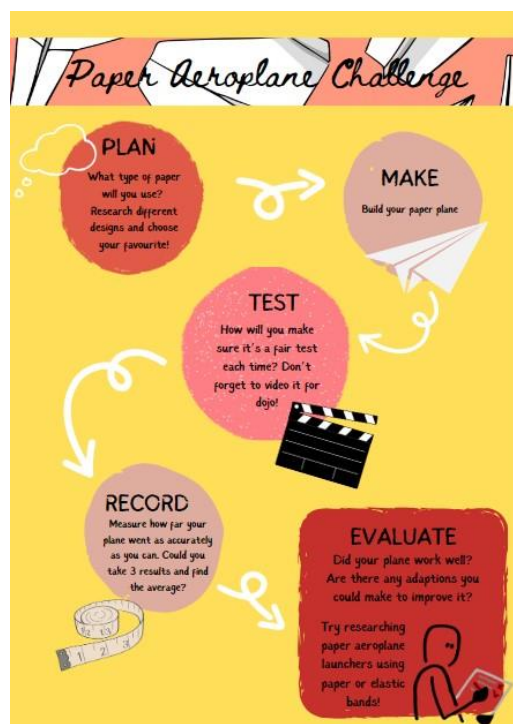 Paper Aeroplane Challenge
PLAN
What type of paper
will you use?
Research different
designs and choose
your favourite!
MAKE
Build your paper plane
TEST
How will you make
sure it's a fair test
each time? Don't
forget to video it for
dojo!
RECORD
Measure how far your
plane went as accurately
as you can. Could you
take 3 results and find
the average?
EVALUATE
Did your plane work well?
Are there any adaptions you
could make to improve it?
Try researching
paper aeroplane
launchers using
paper or elastic
bands!
1 2 3